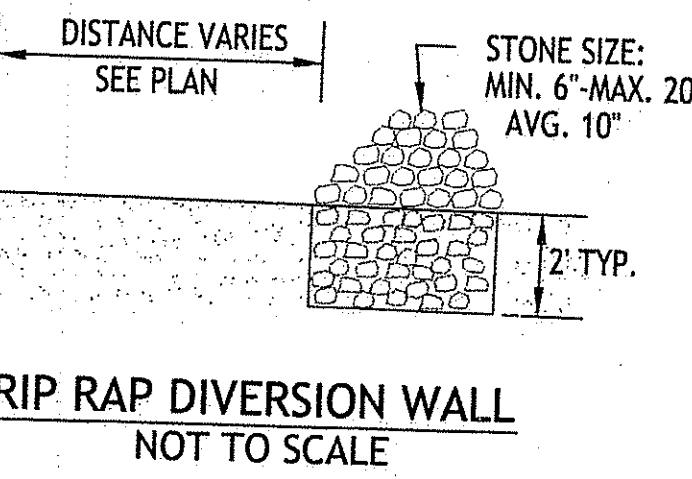 DISTANCE VARIES
SEE PLAN
STONE SIZE:
MIN. 6"-MAX. 20
AVG. 10"
2' TYP.
RIP RAP DIVERSION WALL
NOT TO SCALE